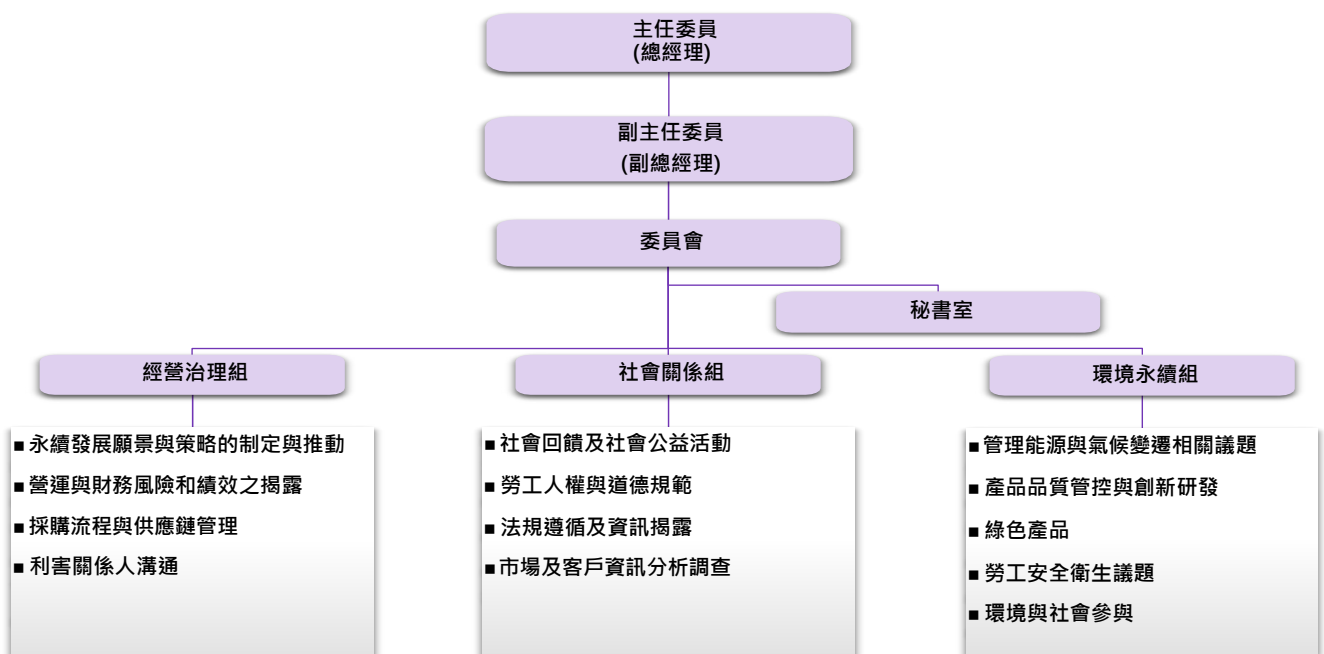 主任委員
(總經理)
副主任委員
(副總經理)
委員會
秘書室
經營治理組
■ 永續發展願景與策略的制定與推動
■ 營運與財務風險和績效之揭露
■ 採購流程與供應鏈管理
■ 利害關係人溝通
社會關係組
■ 社會回饋及社會公益活動
■ 勞工人權與道德規範
■ 法規遵循及資訊揭露
■ 市場及客戶資訊分析調查
環境永續組
■ 管理能源與氣候變遷相關議題
■ 產品品質管控與創新研發
■ 綠色產品
■ 勞工安全衛生議題
■ 環境與社會參與